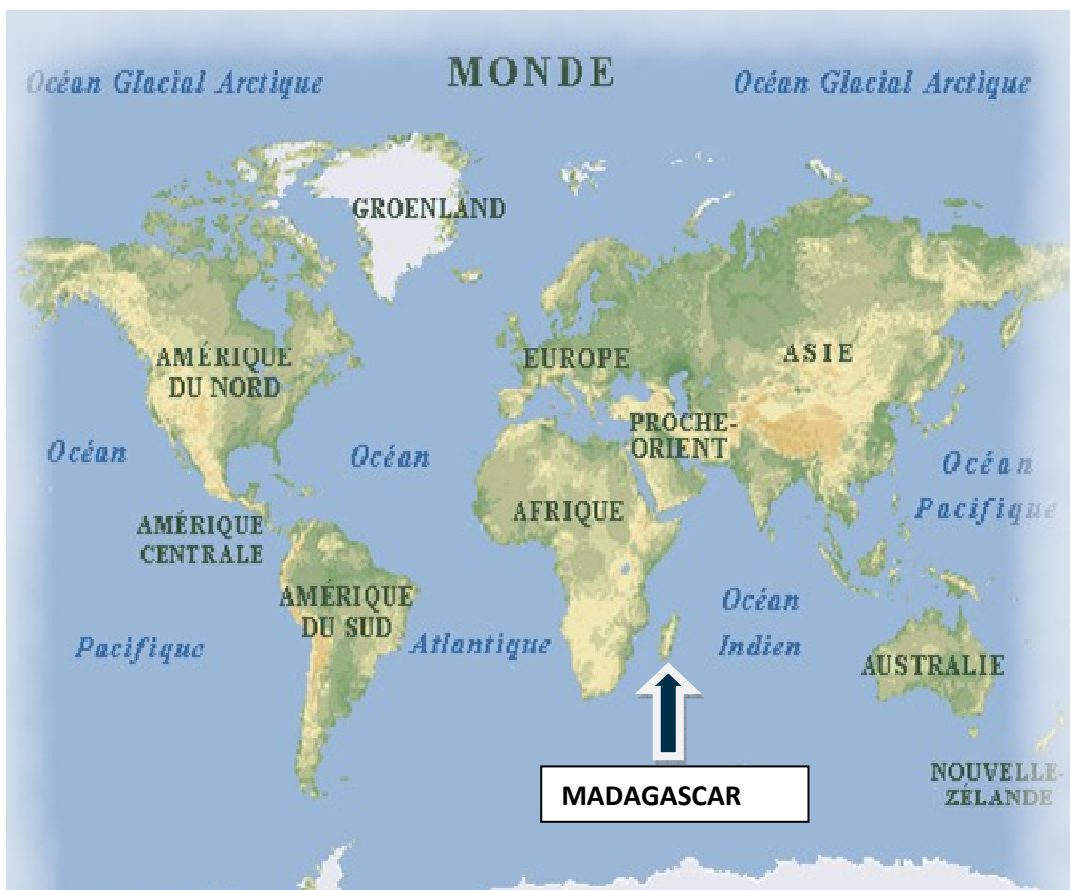 MONDE
Océan Glacial Arctique
Océan Glacial Arctique
GROENLAND
AMÉRIQUE
DU NORD
EUROPE
ASIE
PROCHE-
ORIENT
Océan
Océan
Océan
Pacifique
AFRIQUE
AMÉRIQUE
CENTRALE
AMÉRIQUE
DU SUD
Océan
Indien
Pacifique
Atlantique
AUSTRALIE
NOUVELLE-
ZÉLANDE
MADAGASCAR